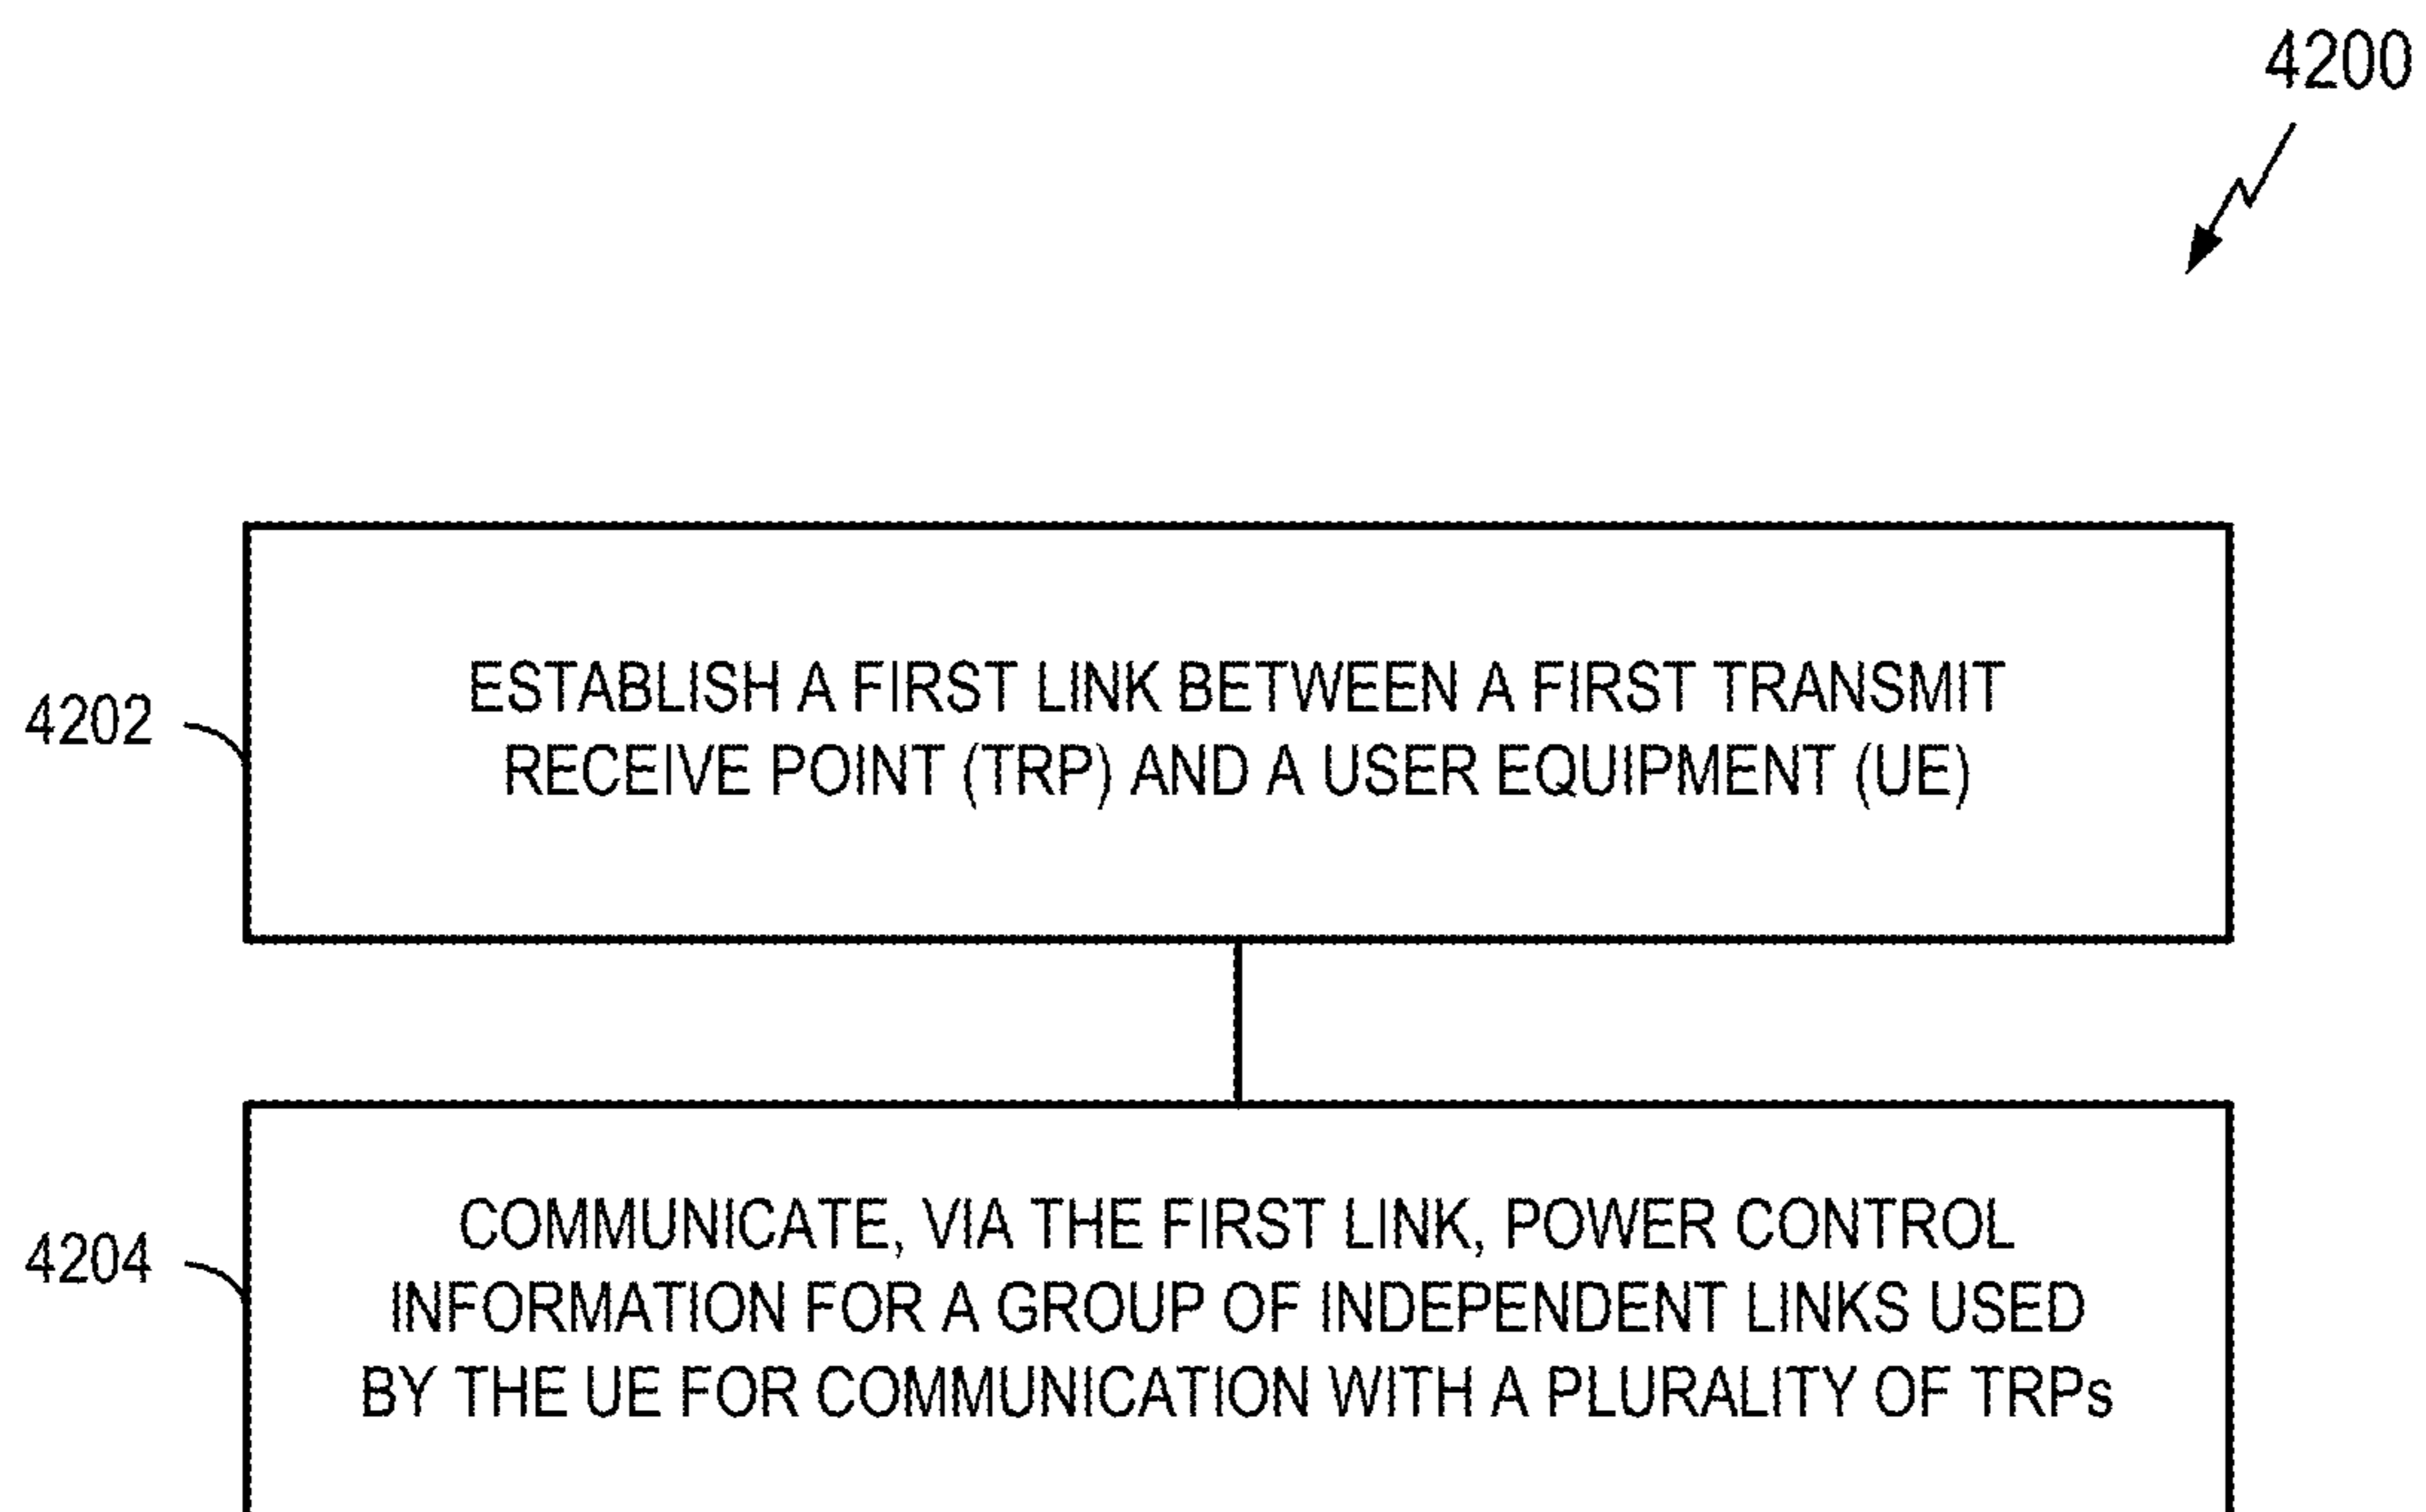 4200
4202
ESTABLISH A FIRST LINK BETWEEN A FIRST TRANSMIT
RECEIVE POINT (TRP) AND A USER EQUIPMENT (UE)
4204
COMMUNICATE, VIA THE FIRST LINK, POWER CONTROL
INFORMATION FOR A GROUP OF INDEPENDENT LINKS USED
BY THE UE FOR COMMUNICATION WITH A PLURALITY OF TRPs